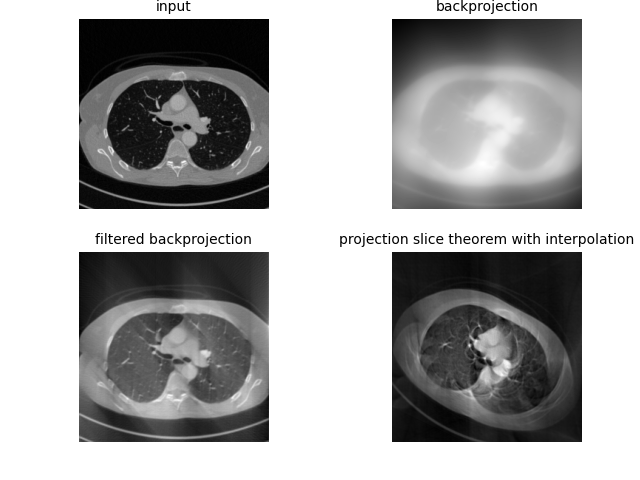 input
backprojection
filtered backprojection
projection slice theorem with interpolation